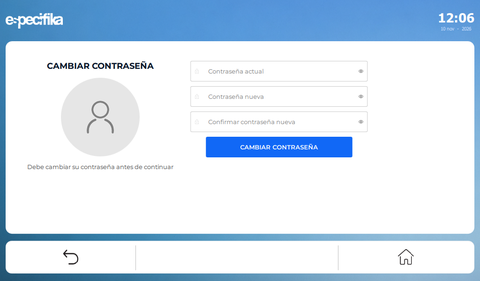 e-specifika
12:06
CAMBIAR CONTRASEÑA
Contraseña actual
Contraseña nueva
Confirmar contraseña nueva
CAMBIAR CONTRASEÑA
Debe cambiar su contraseña antes de continuar